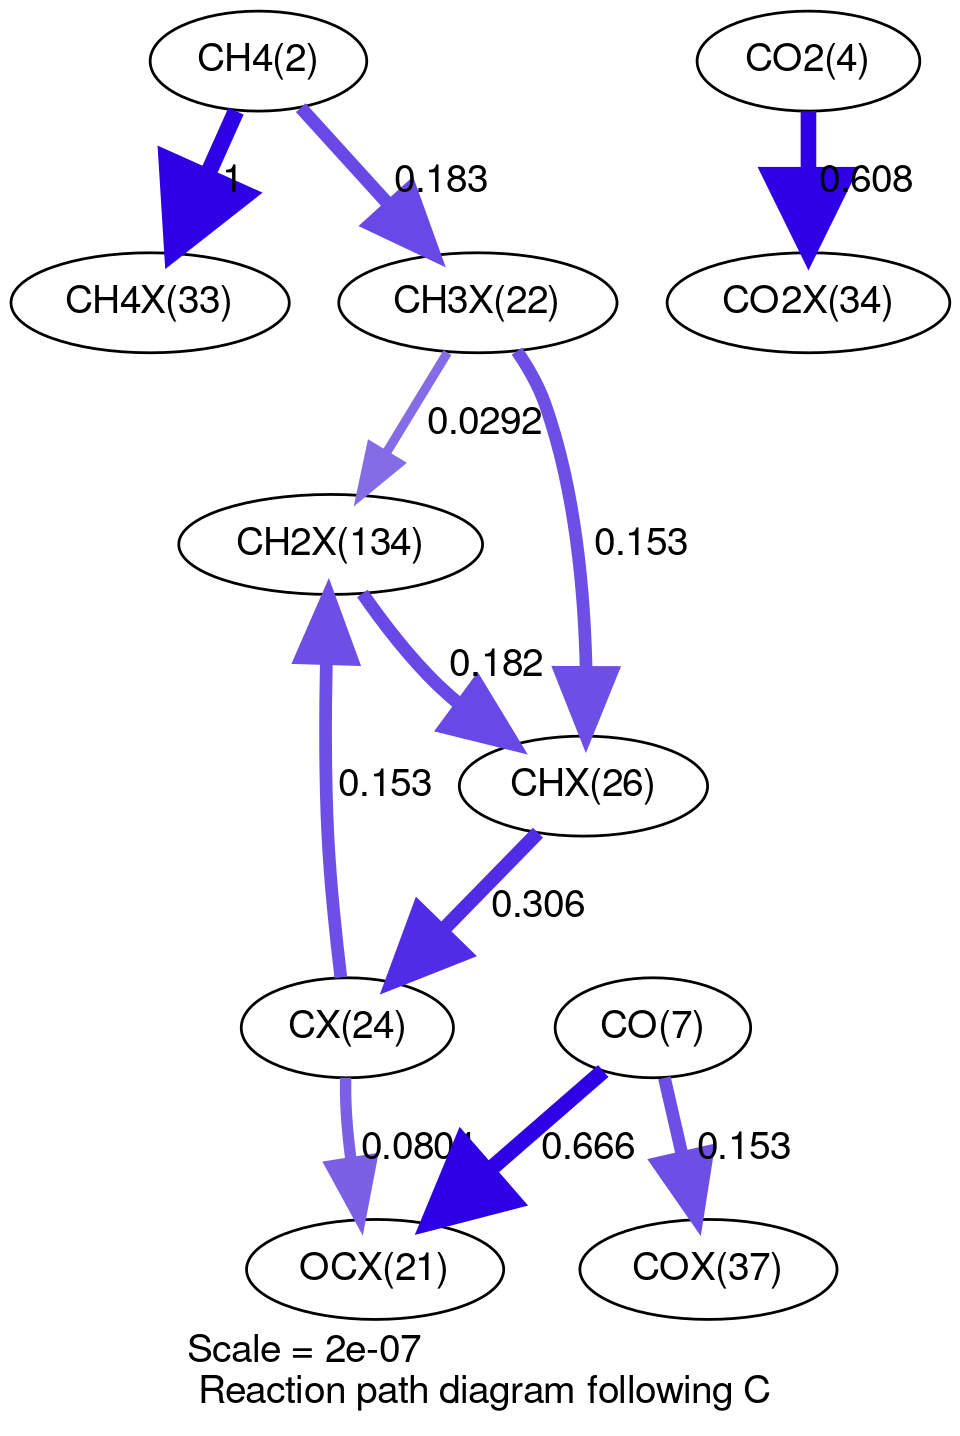 CH4(2)
CO2(4)
1
0.183
0.608
CH4X(33)
CH3X(22)
CO2X(34)
0.0292
CH2X(134)
0.153
0.182
0.153
CHX(26)
0.306
CX(24)
CO(7)
0.666
0.153
OCX(21)
COX(37)
Scale = 2e-07
Reaction path diagram following C